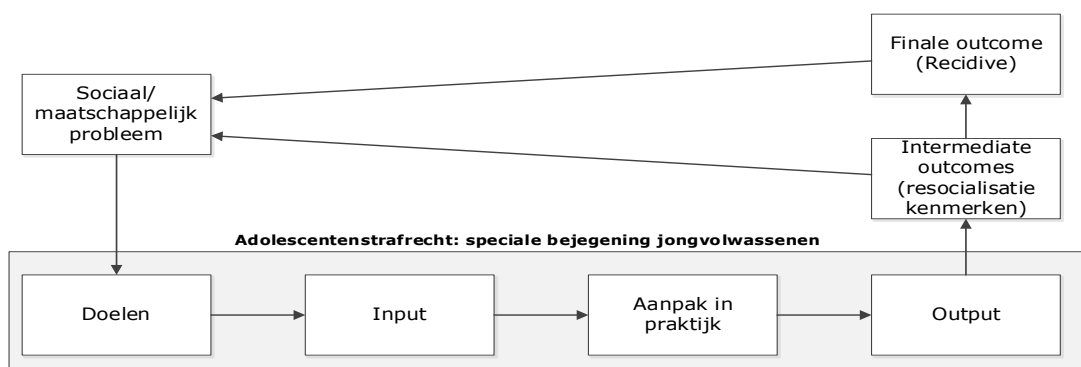 Finale outcome
(Recidive)
Sociaal/
maatschappelijk
probleem
Intermediate
outcomes
(resocialisatie
kenmerken)
Adolescentenstrafrecht: speciale bejegening jongvolwassenen
Doelen
Input
Aanpak in
praktijk
Output